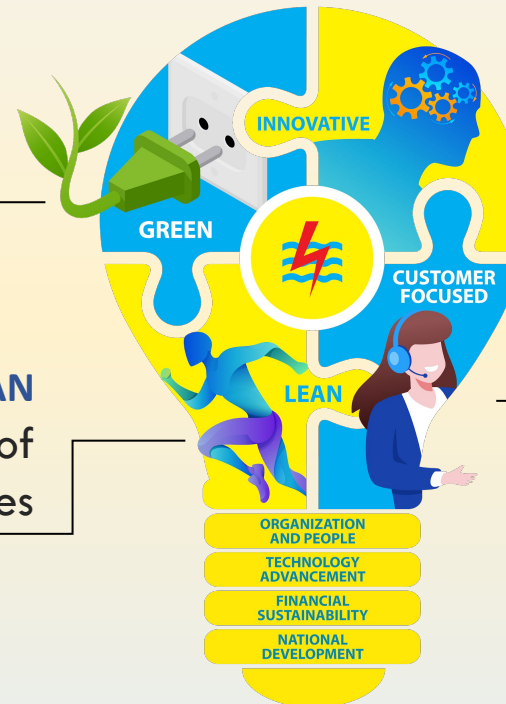 INNOVATIVE
GREEN
CUSTOMER
FOCUSED
AN
of
es
LEAN
ORGANIZATION
AND PEOPLE
TECHNOLOGY
ADVANCEMENT
FINANCIAL
SUSTAINABILITY
NATIONAL
DEVELOPMENT